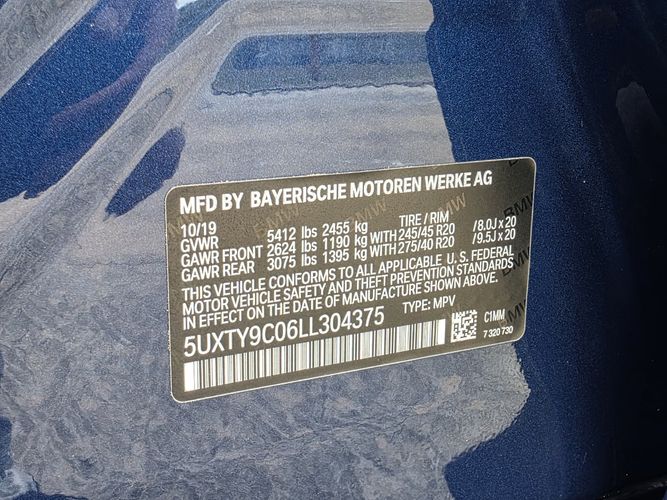 MFD BY BAYERISCHE MOTOREN WERKE AG
10/19 TIRE / RIM
GVWR 5412 lbs 2455 kg
GAWR FRONT 2624 lbs 1190 kg WITH 245/45 R20 /8.0J x 20
GAWR REAR 3075 lbs 1395 kg WITH 275/40 R20 /9.5J x 20
THIS VEHICLE CONFORMS TO ALL APPLICABLE U. S. FEDERAL
MOTOR VEHICLE SAFETY AND THEFT PREVENTION STANDARDS
IN EFFECT ON THE DATE OF MANUFACTURE SHOWN ABOVE.
5UXTY9C06LL304375 TYPE: MPV
C1MM
7 320 730